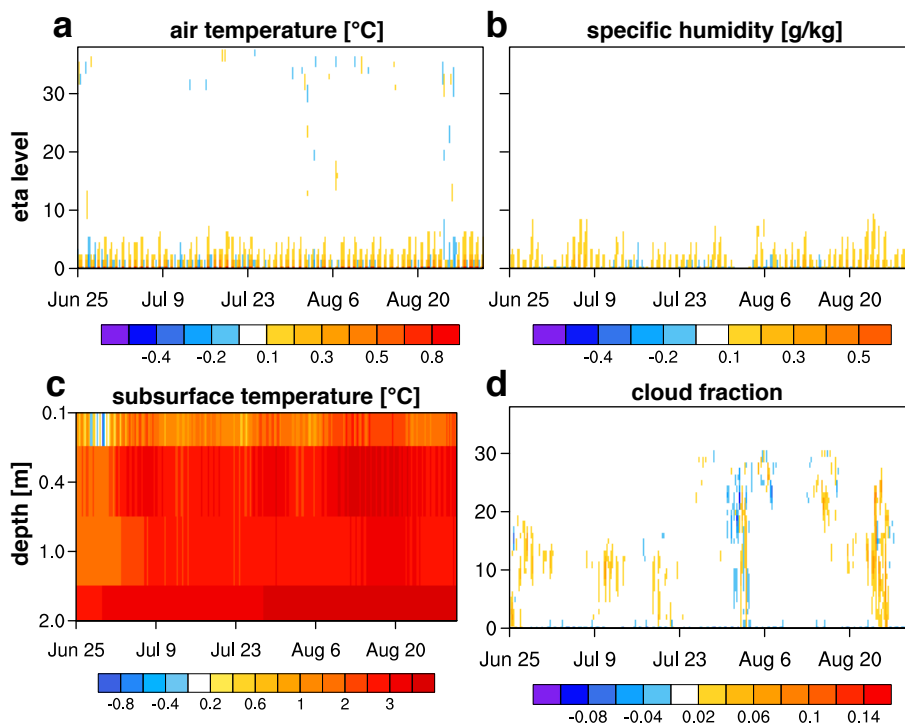 a air temperature [°C]
b specific humidity [g/kg]
eta level
30
20
10
0
Jun 25 Jul 9 Jul 23 Aug 6 Aug 20
Jun 25 Jul 9 Jul 23 Aug 6 Aug 20
-0.4 -0.2 0.1 0.3 0.5 0.8
-0.4 -0.2 0.1 0.3 0.5
c subsurface temperature [°C]
d cloud fraction
depth [m]
0.1
0.4
1.0
2.0
30
20
10
0
Jun 25 Jul 9 Jul 23 Aug 6 Aug 20
Jun 25 Jul 9 Jul 23 Aug 6 Aug 20
-0.8 -0.4 0.2 0.6 1 2 3
-0.08 -0.04 0.02 0.06 0.10 0.14